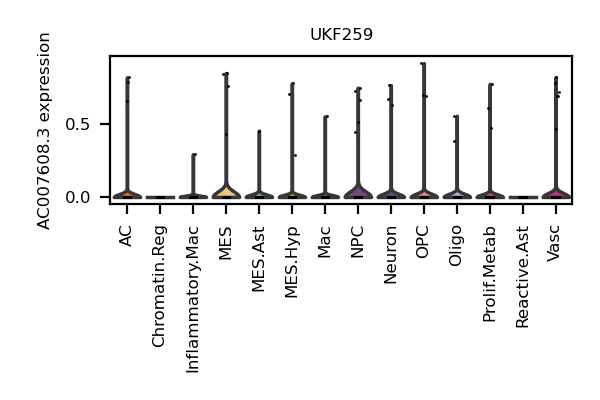 UKF259
AC007608.3 expression
0.5
0.0
AC
Chromatin.Reg
Inflammatory.Mac
MES
MES.Ast
MES.Hyp
Mac
NPC
Neuron
OPC
Oligo
Prolif.Metab
Reactive.Ast
Vasc